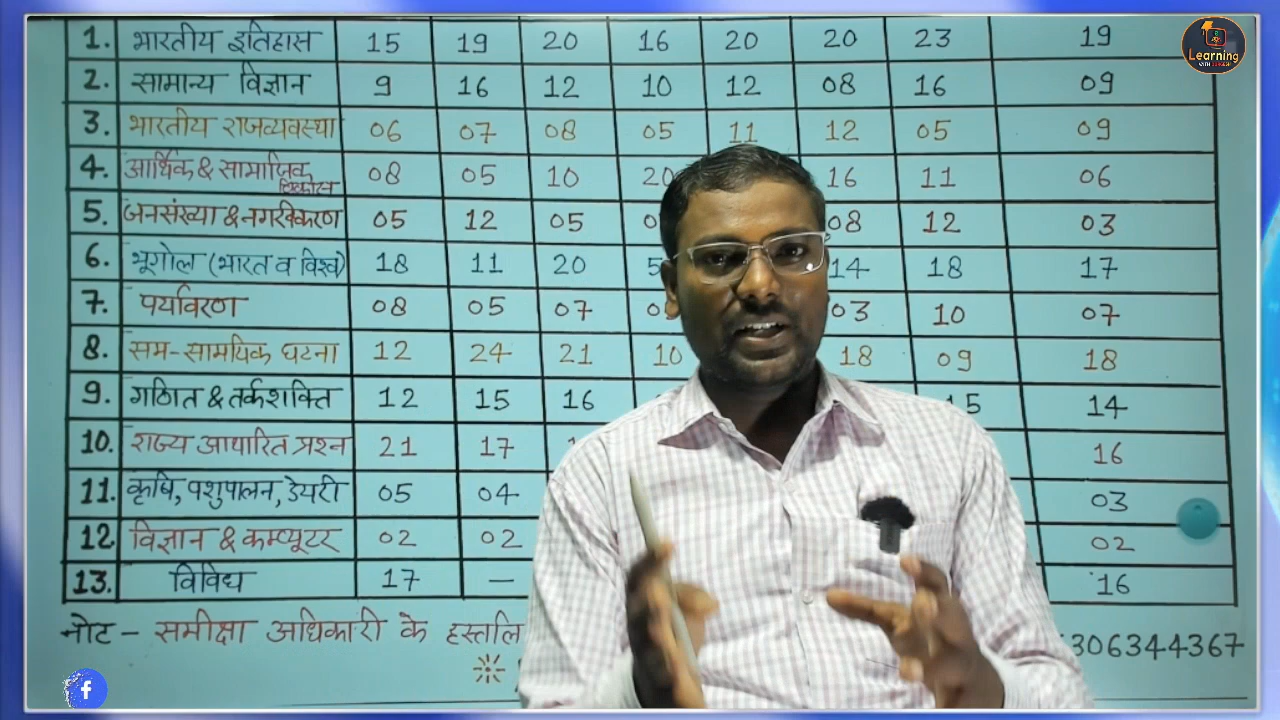 1. भारतीय इतिहास 15 19 20 16 20 20 23 19
2. सामान्य विज्ञान 9 16 12 10 12 08 16 09
3. भारतीय राजव्यवस्था 06 07 08 05 11 12 05 09
4. आर्थिक & सामाजिक विकास 08 05 10 20 16 11 06
5. जनसंख्या & नगरीकरण 05 12 05 08 12 03
6. भूगोल (भारत व विश्व) 18 11 20 5 14 18 17
7. पर्यावरण 08 05 07 03 10 07
8. सम-सामयिक घटना 12 24 21 10 18 09 18
9. गणित & तर्कशक्ति 12 15 16 15 14
10. राज्य आधारित प्रश्न 21 17 16
11. कृषि, पशुपालन, डेयरी 05 04 03
12. विज्ञान & कम्प्यूटर 02 02 02
13. विविध 17 — 16
नोट - समीक्षा अधिकारी के हस्तलि 306344367
Learning
f